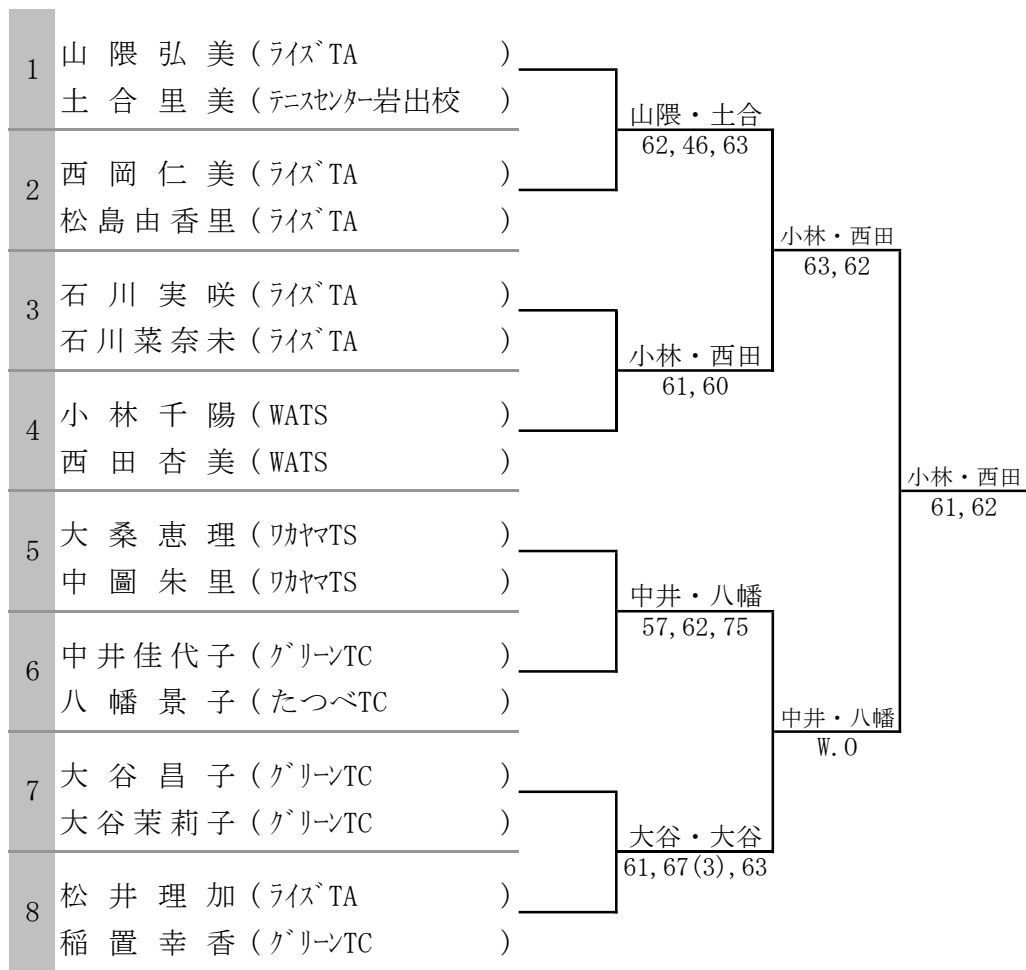 1
山隈弘美(ﾗｲｽﾞTA)
土合里美(ﾃﾆｽｾﾝﾀｰ岩出校)
2
西岡仁美(ﾗｲｽﾞTA)
松島由香里(ﾗｲｽﾞTA)
3
石川実咲(ﾗｲｽﾞTA)
石川菜奈未(ﾗｲｽﾞTA)
4
小林千陽(WATS)
西田杏美(WATS)
5
大桑恵理(ﾜｶﾔﾏTS)
中圖朱里(ﾜｶﾔﾏTS)
6
中井佳代子(ｸﾞﾘｰﾝTC)
八幡景子(たつべTC)
7
大谷昌子(ｸﾞﾘｰﾝTC)
大谷茉莉子(ｸﾞﾘｰﾝTC)
8
松井理加(ﾗｲｽﾞTA)
稲置幸香(ｸﾞﾘｰﾝTC)
山隈・土合
62,46,63
小林・西田
61,60
中井・八幡
57,62,75
大谷・大谷
61,67(3),63
小林・西田
63,62
中井・八幡
W.O
小林・西田
61,62